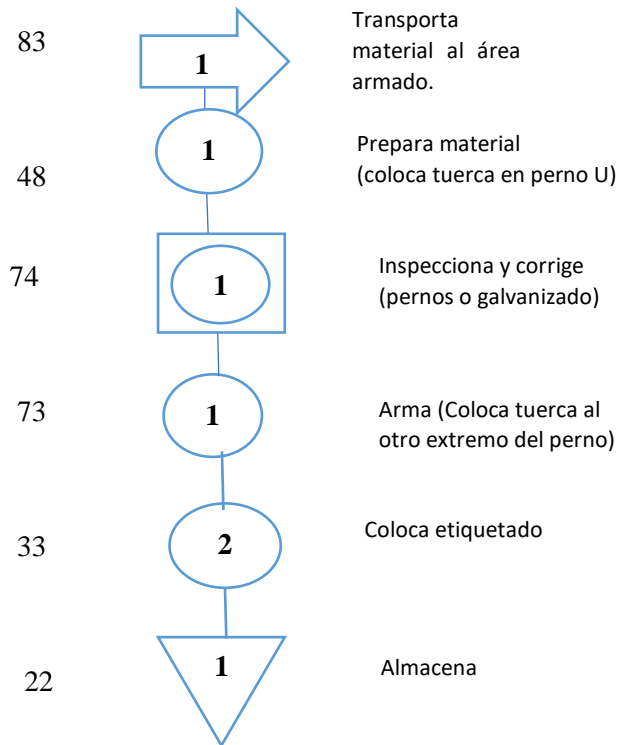 83
1
Transporta
material al área
armado.
48
1
Prepara material
(coloca tuerca en perno U)
74
1
Inspecciona y corrige
(pernos o galvanizado)
73
1
Arma (Coloca tuerca al
otro extremo del perno)
33
2
Coloca etiquetado
22
1
Almacena